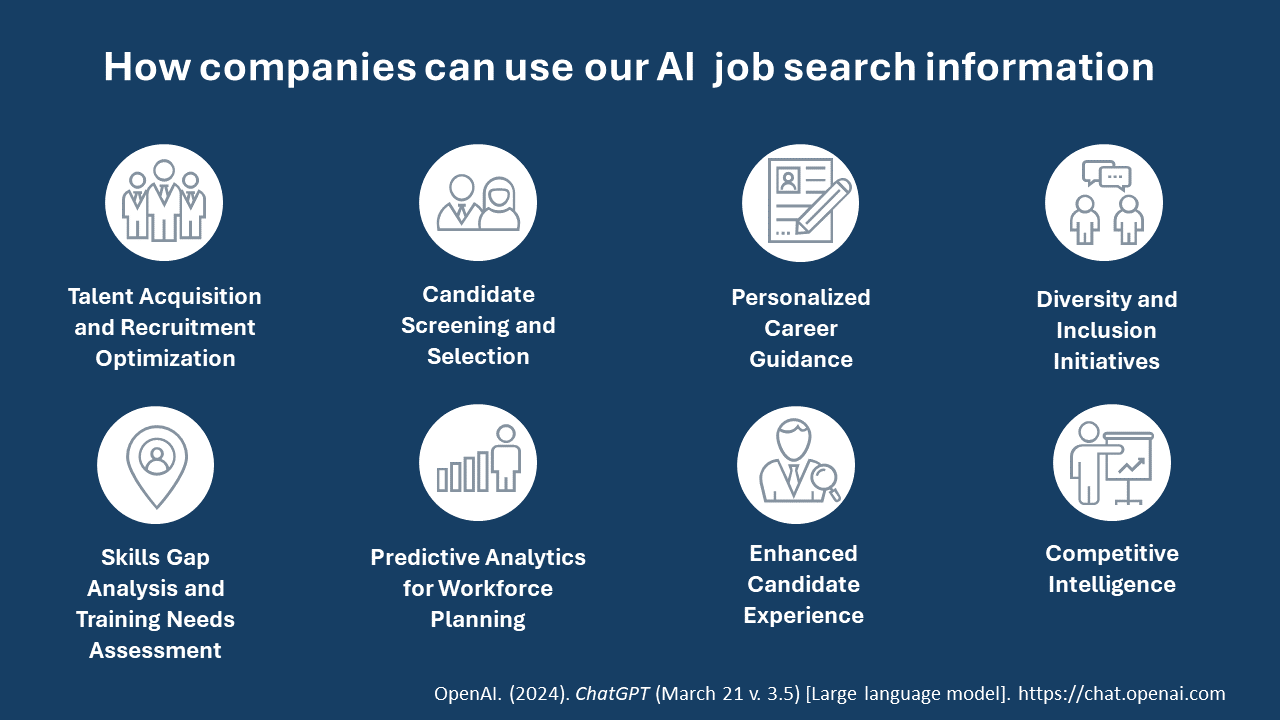 How companies can use our AI  job search information
Talent Acquisition
and Recruitment
Optimization
Candidate
Screening and
Selection
Personalized
Career
Guidance
Diversity and
Inclusion
Initiatives
Skills Gap
Analysis and
Training Needs
Assessment
Predictive Analytics
for Workforce
Planning
Enhanced
Candidate
Experience
Competitive
Intelligence
OpenAI. (2024). ChatGPT (March 21 v. 3.5) [Large language model]. https://chat.openai.com